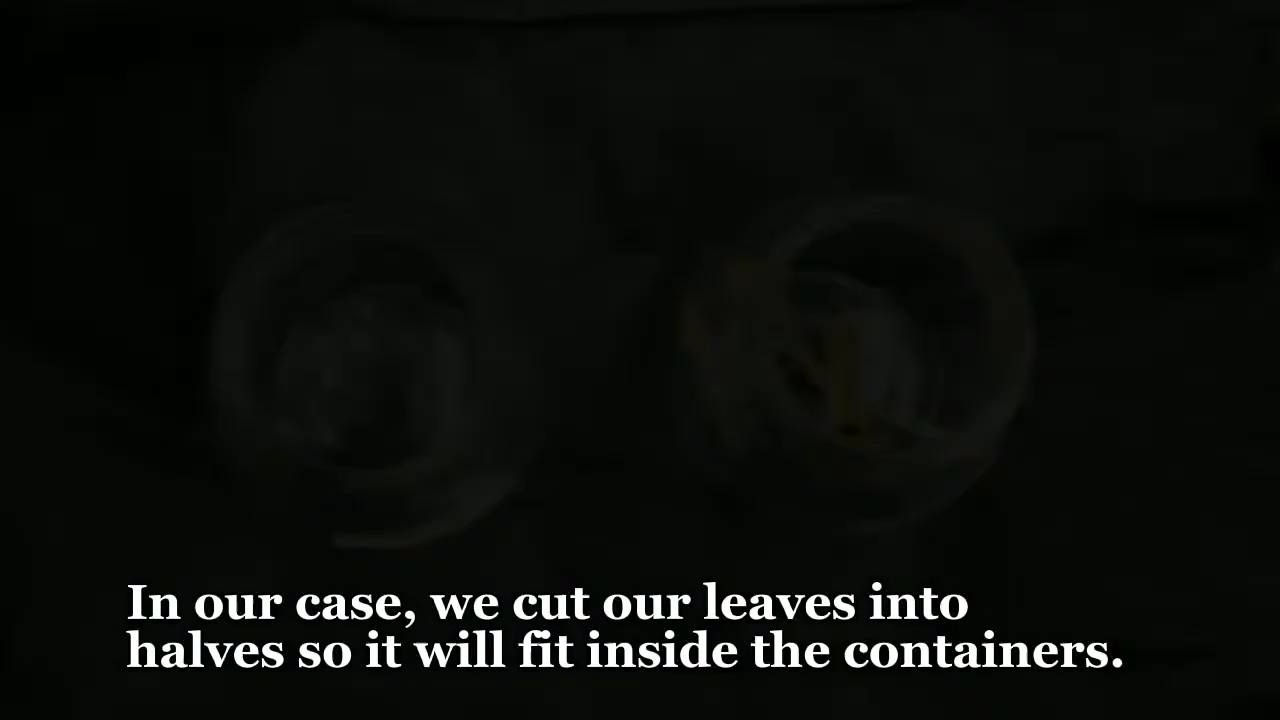 In our case, we cut our leaves into
halves so it will fit inside the containers.